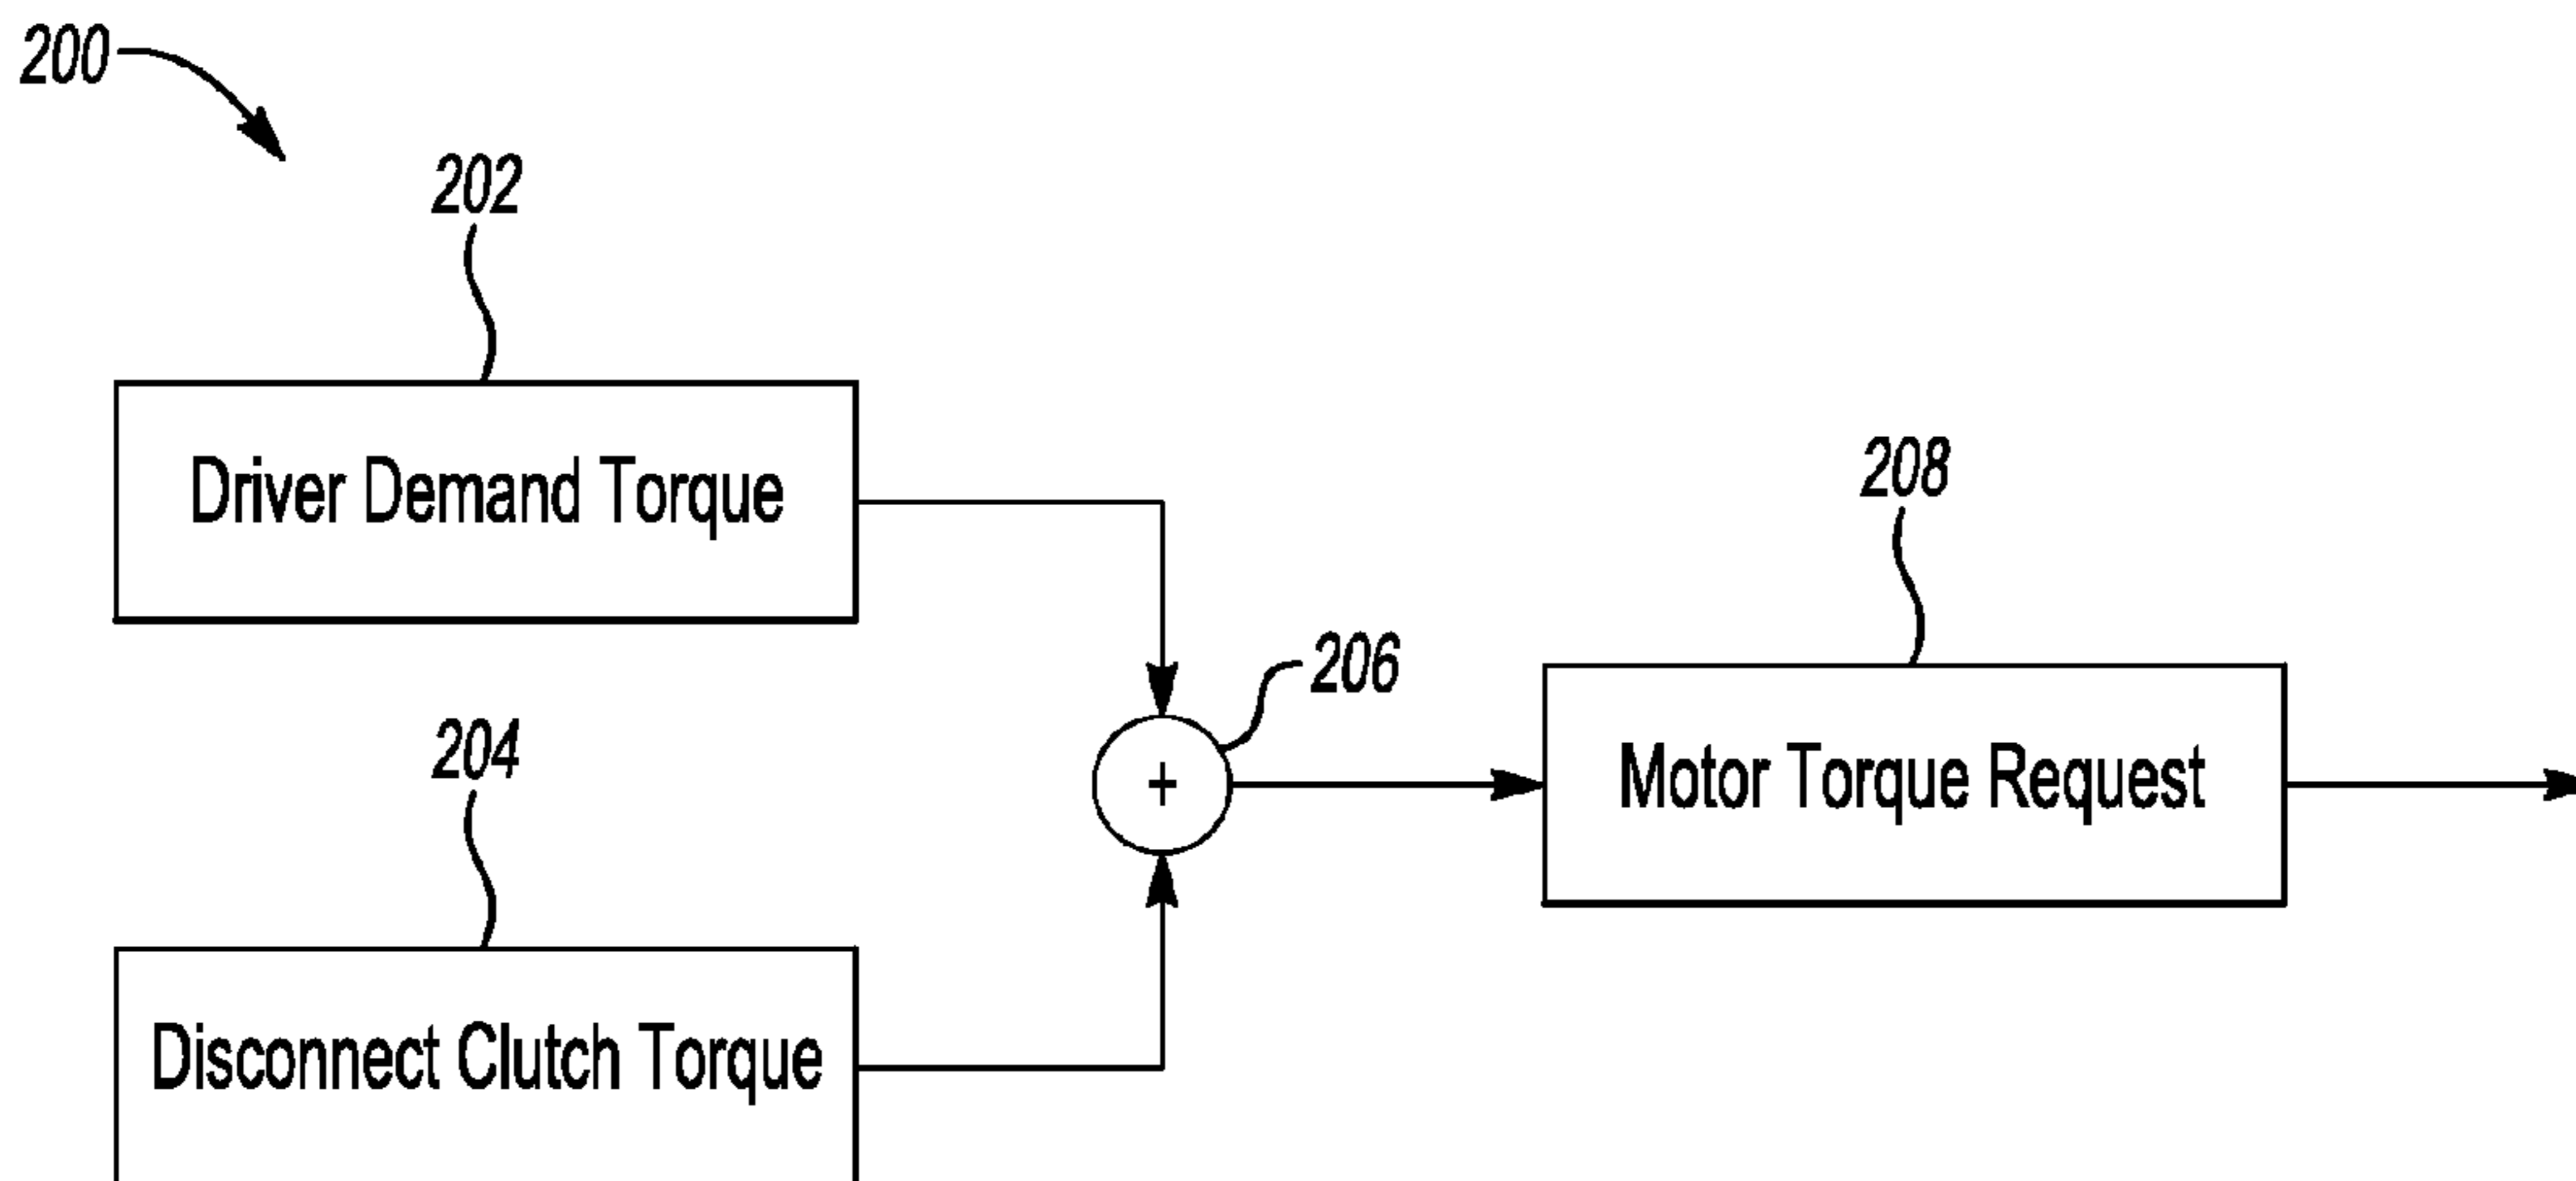 200
202
Driver Demand Torque
208
206
204
+
Motor Torque Request
Disconnect Clutch Torque